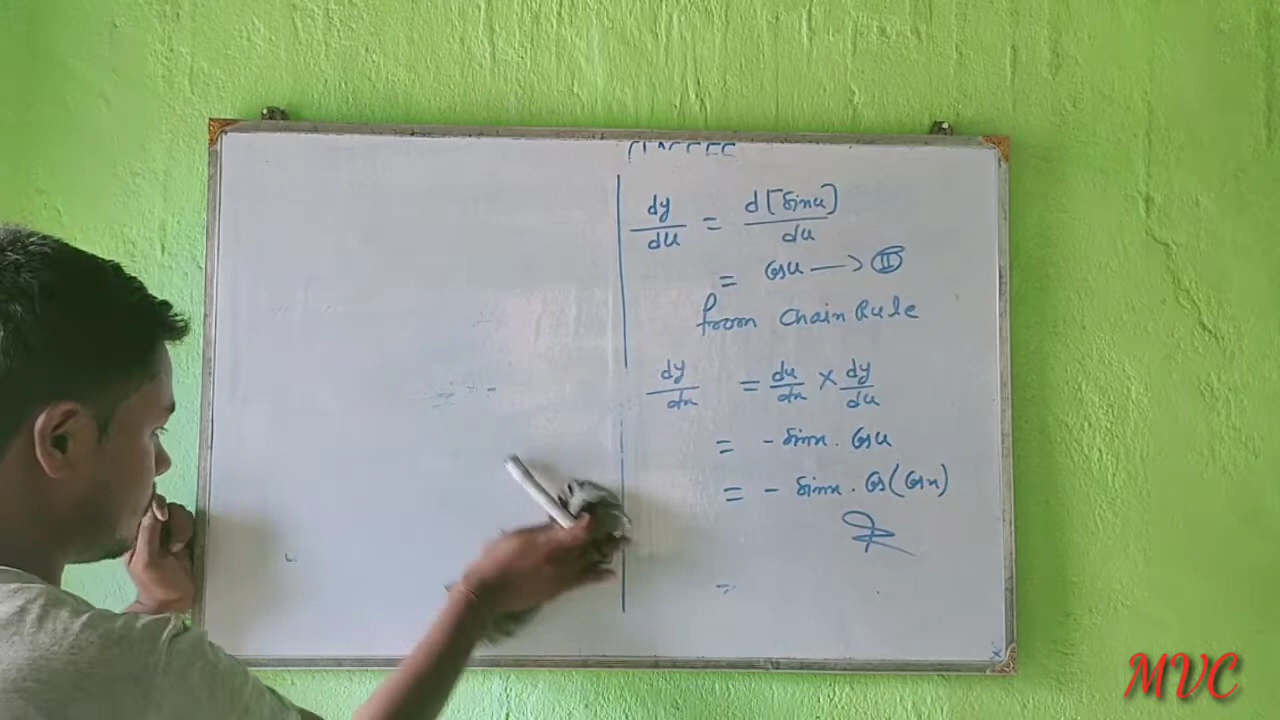 dy/du = d[sinu]/du
= cosu → II
from chain Rule
dy/dx = du/dx × dy/du
= - sinx . cosu
= - sinx . cos(cosx)
MVC